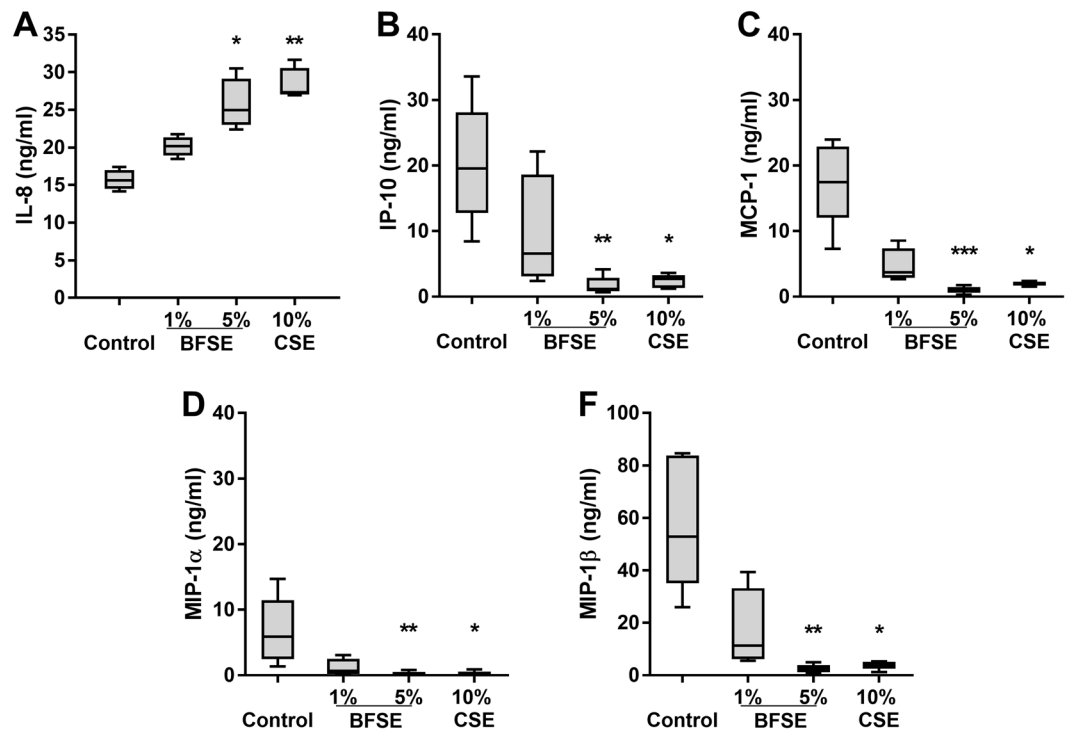 A
IL-8 (ng/ml)
35
30
25
20
15
10
5
0
* **
1% 5% 10%
Control BFSE CSE
B
IP-10 (ng/ml)
40
30
20
10
0
** *
1% 5% 10%
Control BFSE CSE
C
MCP-1 (ng/ml)
40
30
20
10
0
*** *
1% 5% 10%
Control BFSE CSE
D
MIP-1α (ng/ml)
40
30
20
10
0
** *
1% 5% 10%
Control BFSE CSE
F
MIP-1β (ng/ml)
100
80
60
40
20
0
** *
1% 5% 10%
Control BFSE CSE